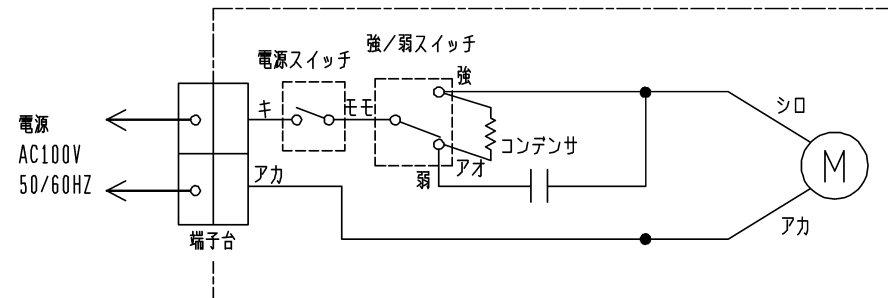 強/弱スイッチ
電源スイッチ
強
シロ
キ
モモ
電源
AC100V
50/60HZ
コンデンサ
M
アカ
アオ
弱
アカ
端子台